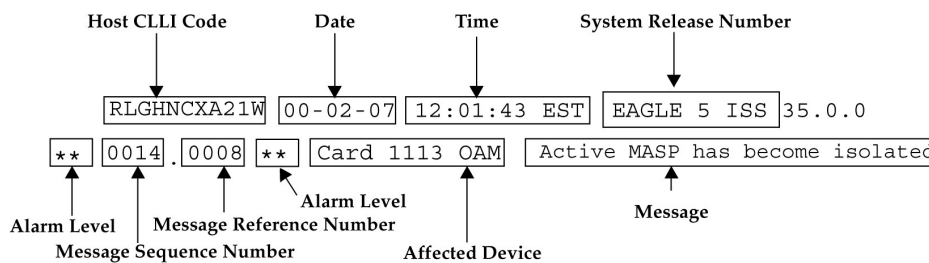 Host CLLI Code Date Time System Release Number
RLGHNCXA21W 00-02-07 12:01:43 EST EAGLE 5 ISS 35.0.0
** 0014.0008 ** Card 1113 OAM Active MASP has become isolated
Alarm Level Message
Alarm Level Message Reference Number
Message Sequence Number Affected Device